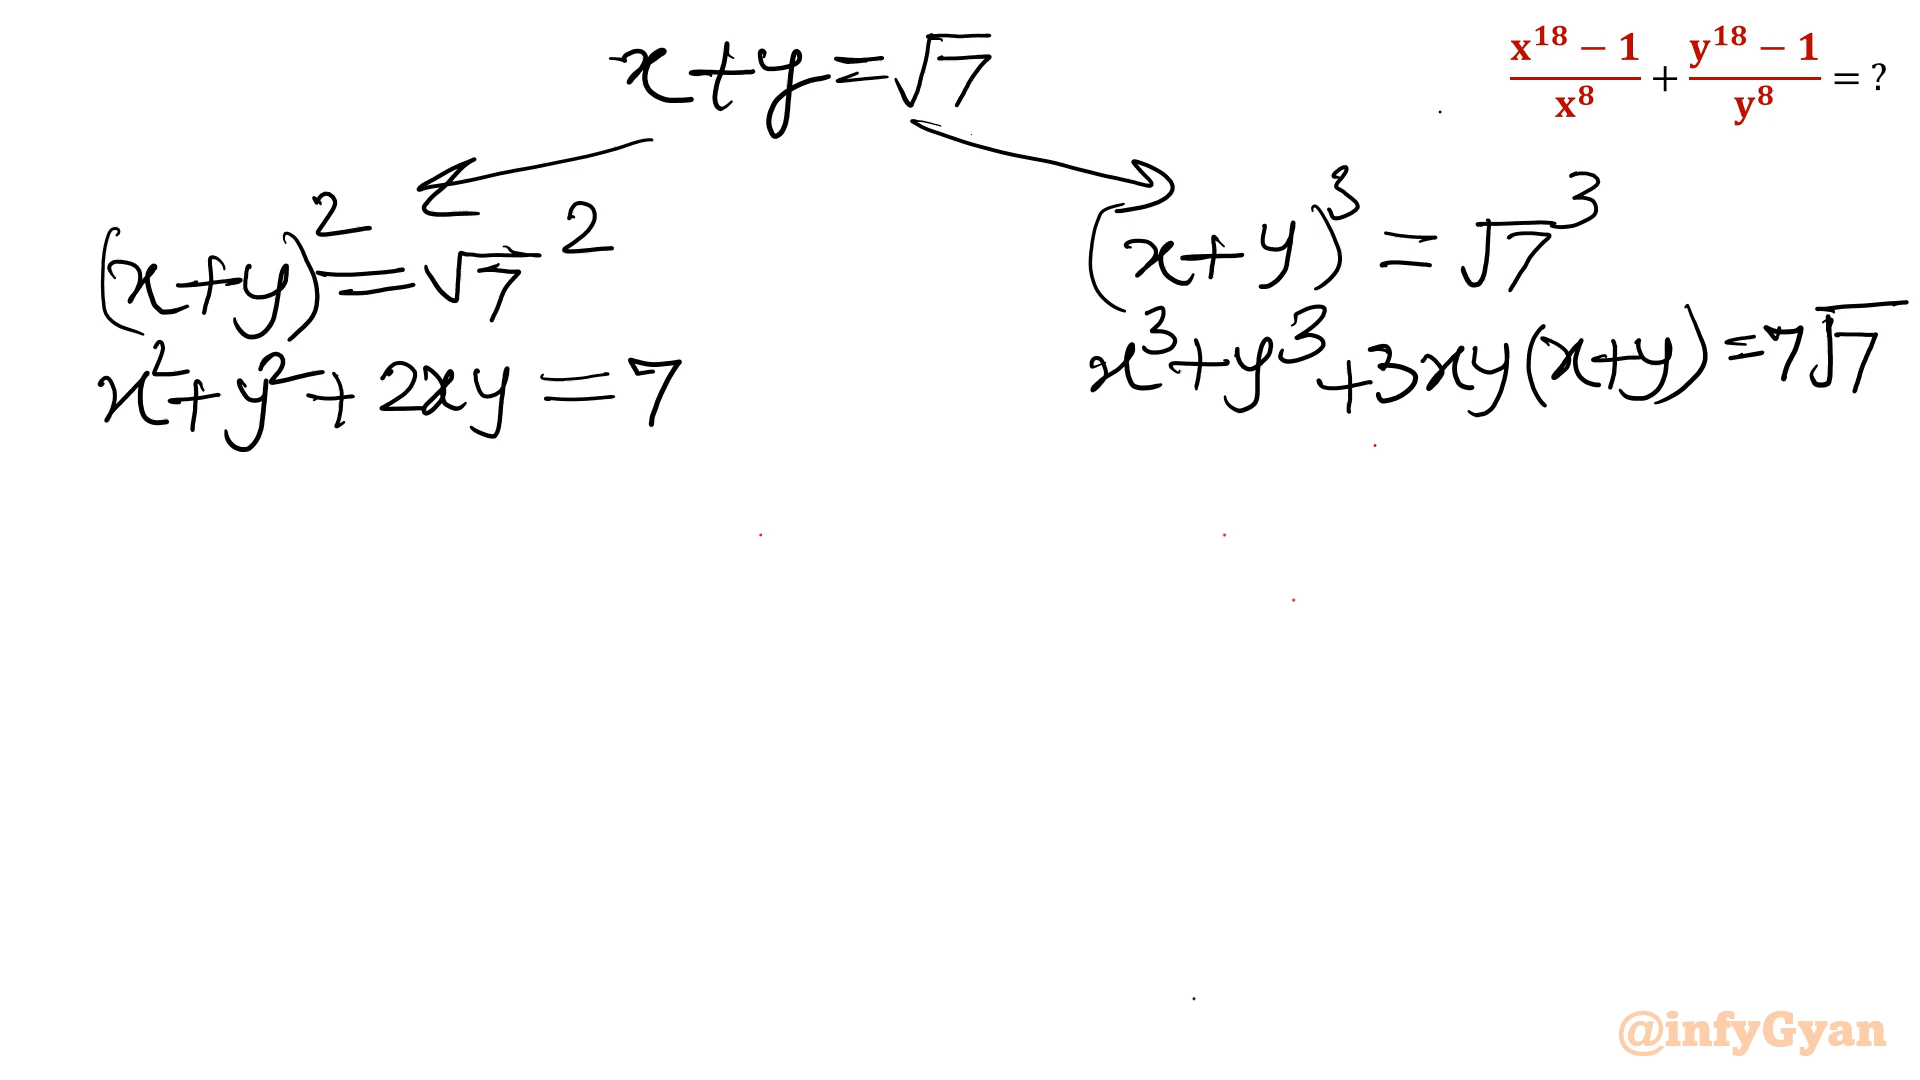 x+y=√7
x¹⁸ − 1 / x⁸ + y¹⁸ − 1 / y⁸ = ?
(x+y)² = √7²
x²+y²+2xy=7
(x+y)³ = √7³
x³+y³+3xy(x+y)=7√7
@infyGyan